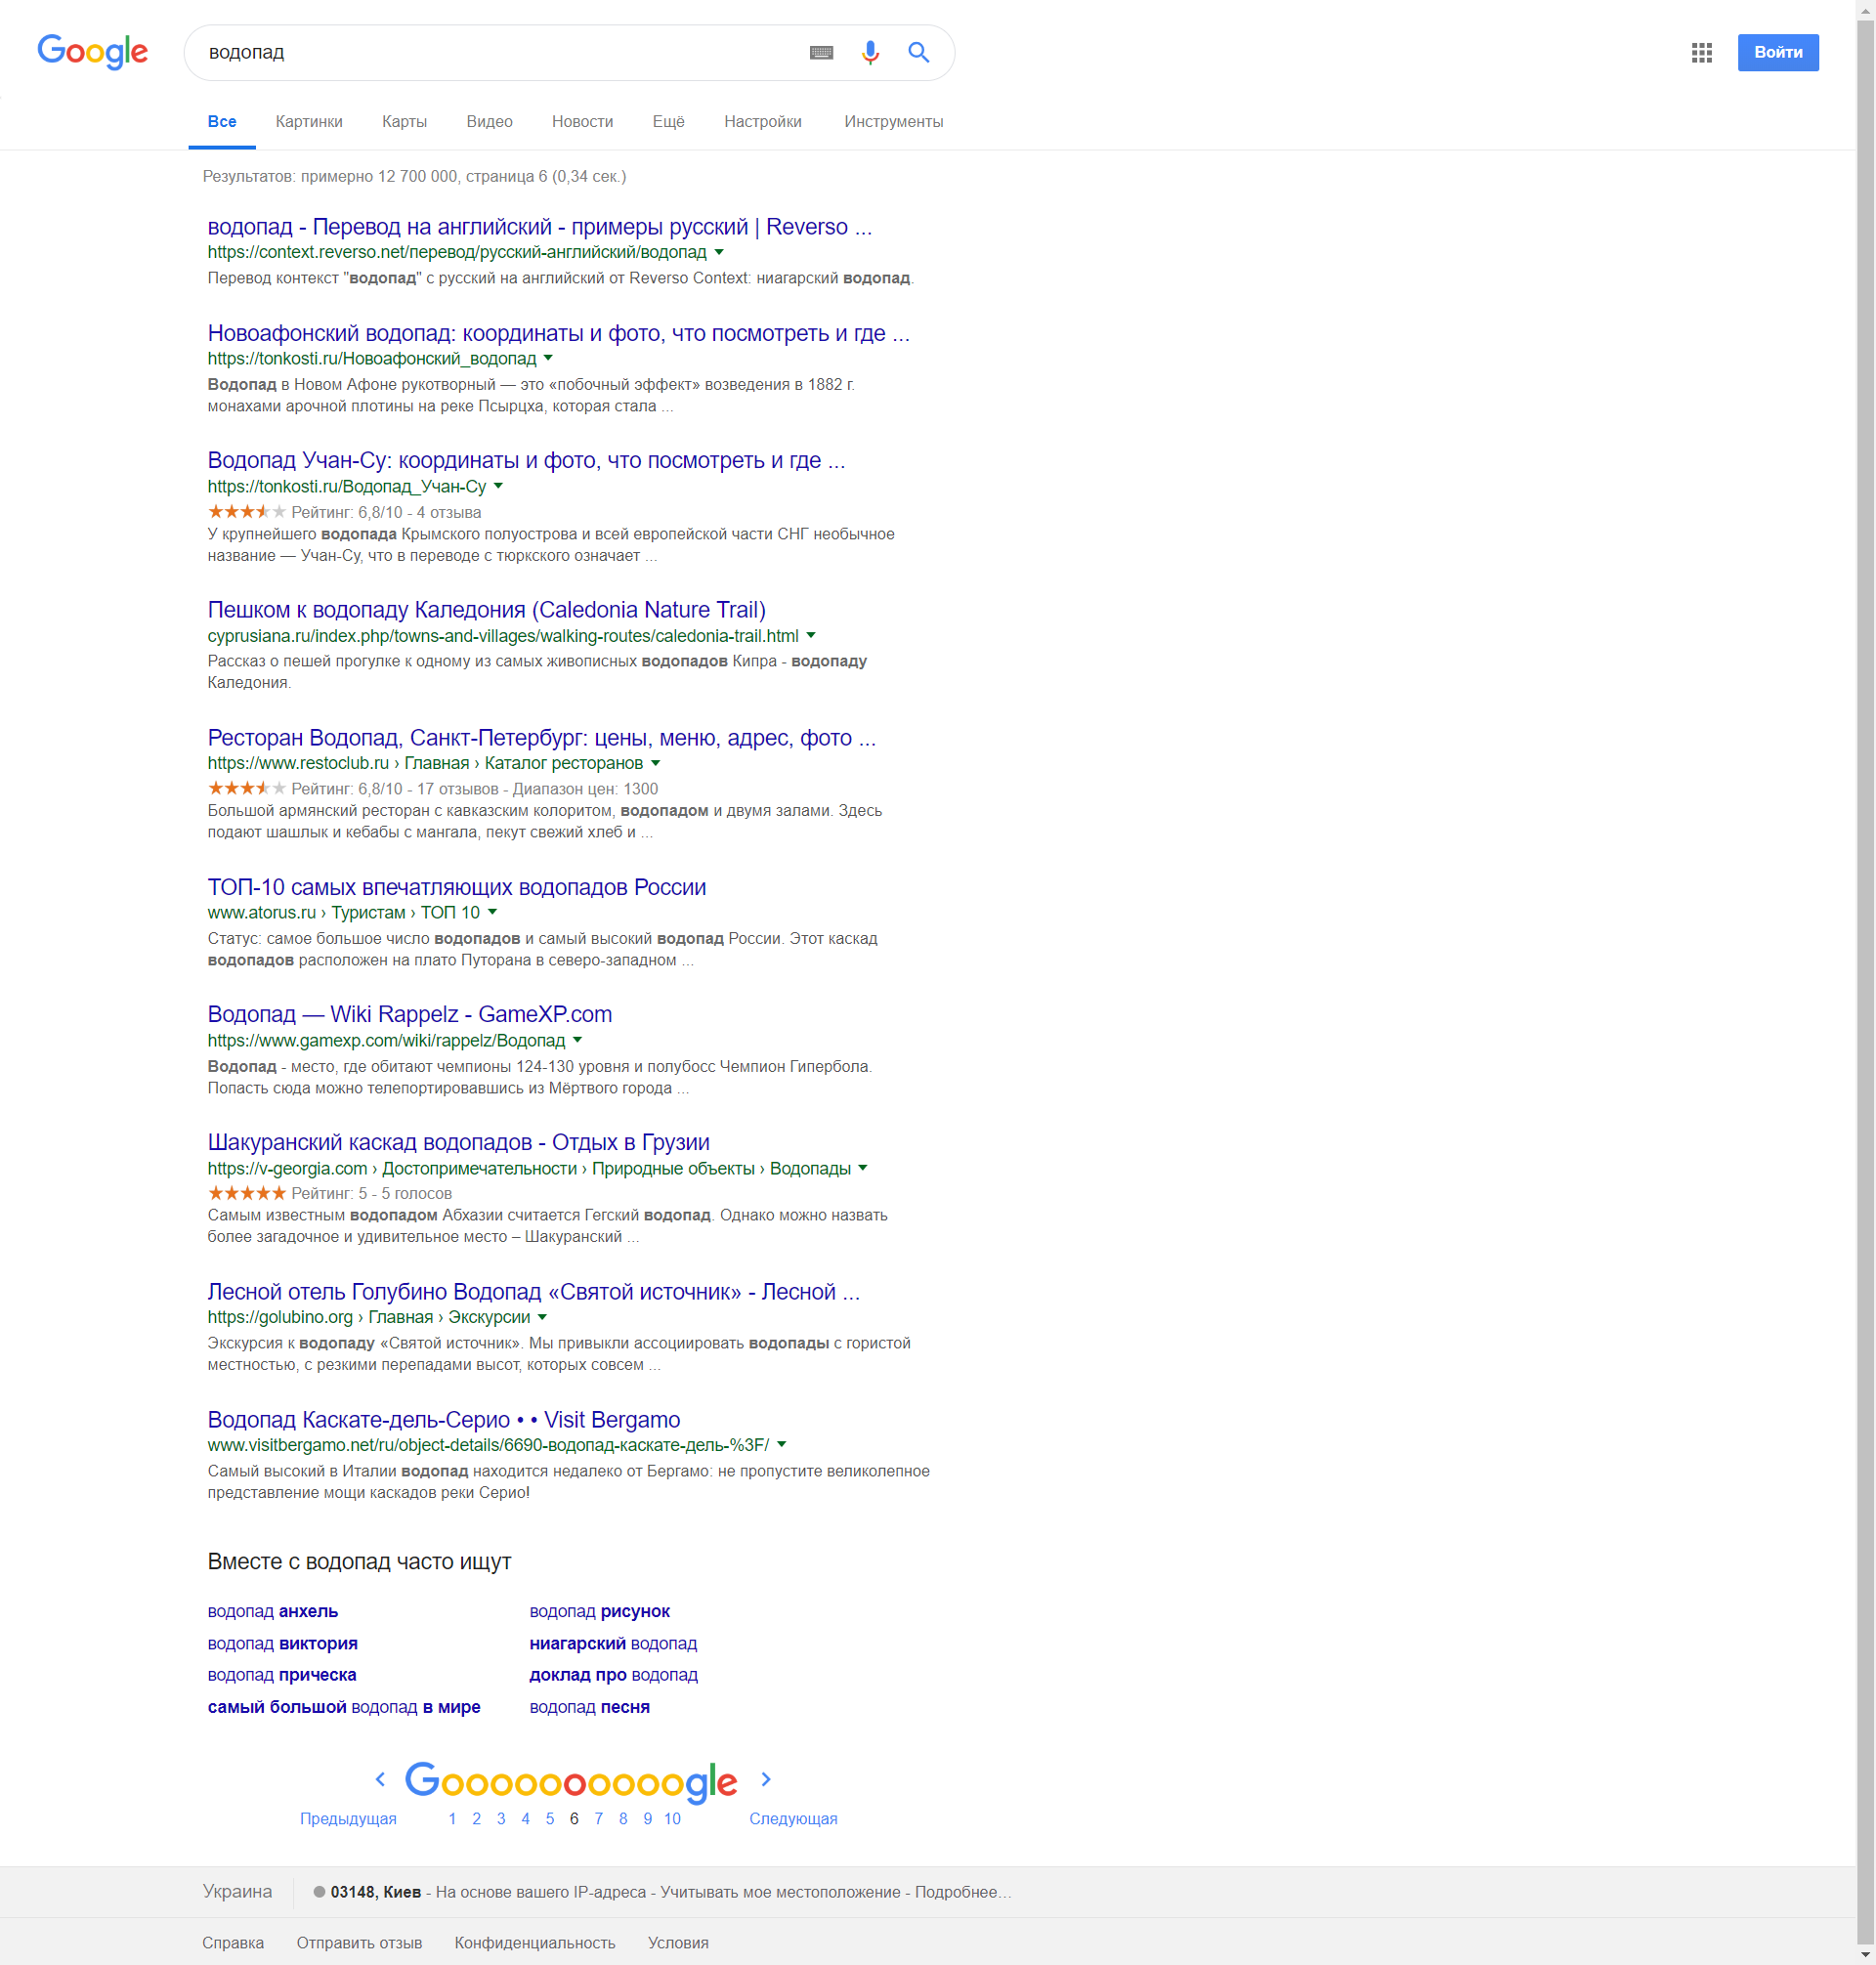 Google
водопад
Войти
Все Картинки Карты Видео Новости Ещё Настройки Инструменты
Результатов: примерно 12 700 000, страница 6 (0,34 сек.)
водопад - Перевод на английский - примеры русский | Reverso ...
https://context.reverso.net/перевод/русский-английский/водопад
Перевод контекст "водопад" с русский на английский от Reverso Context: ниагарский водопад.
Новоафонский водопад: координаты и фото, что посмотреть и где ...
https://tonkosti.ru/Новоафонский_водопад
Водопад в Новом Афоне рукотворный — это «побочный эффект» возведения в 1882 г.
монахами арочной плотины на реке Псырцха, которая стала ...
Водопад Учан-Су: координаты и фото, что посмотреть и где ...
https://tonkosti.ru/Водопад_Учан-Су
Рейтинг: 6,8/10 - 4 отзыва
У крупнейшего водопада Крымского полуострова и всей европейской части СНГ необычное
название — Учан-Су, что в переводе с тюркского означает ...
Пешком к водопаду Каледония (Caledonia Nature Trail)
cyprusiana.ru/index.php/towns-and-villages/walking-routes/caledonia-trail.html
Рассказ о пешей прогулке к одному из самых живописных водопадов Кипра - водопаду
Каледония.
Ресторан Водопад, Санкт-Петербург: цены, меню, адрес, фото ...
https://www.restoclub.ru › Главная › Каталог ресторанов
Рейтинг: 6,8/10 - 17 отзывов - Диапазон цен: 1300
Большой армянский ресторан с кавказским колоритом, водопадом и двумя залами. Здесь
подают шашлык и кебабы с мангала, пекут свежий хлеб и ...
ТОП-10 самых впечатляющих водопадов России
www.atorus.ru › Туристам › ТОП 10
Статус: самое большое число водопадов и самый высокий водопад России. Этот каскад
водопадов расположен на плато Путорана в северо-западном ...
Водопад — Wiki Rappelz - GameXP.com
https://www.gamexp.com/wiki/rappelz/Водопад
Водопад - место, где обитают чемпионы 124-130 уровня и полубосс Чемпион Гипербола.
Попасть сюда можно телепортировавшись из Мёртвого города ...
Шакуранский каскад водопадов - Отдых в Грузии
https://v-georgia.com › Достопримечательности › Природные объекты › Водопады
Рейтинг: 5 - 5 голосов
Самым известным водопадом Абхазии считается Гегский водопад. Однако можно назвать
более загадочное и удивительное место – Шакуранский ...
Лесной отель Голубино Водопад «Святой источник» - Лесной ...
https://golubino.org › Главная › Экскурсии
Экскурсия к водопаду «Святой источник». Мы привыкли ассоциировать водопады с гористой
местностью, с резкими перепадами высот, которых совсем ...
Водопад Каскате-дель-Серио • • Visit Bergamo
www.visitbergamo.net/ru/object-details/6690-водопад-каскате-дель-%3F/
Самый высокий в Италии водопад находится недалеко от Бергамо: не пропустите великолепное
представление мощи каскадов реки Серио!
Вместе с водопад часто ищут
водопад анхель водопад рисунок
водопад виктория ниагарский водопад
водопад прическа доклад про водопад
самый большой водопад в мире водопад песня
Goooooooooogle
Предыдущая 1 2 3 4 5 6 7 8 9 10 Следующая
Украина 03148, Киев - На основе вашего IP-адреса - Учитывать мое местоположение - Подробнее…
Справка Отправить отзыв Конфиденциальность Условия